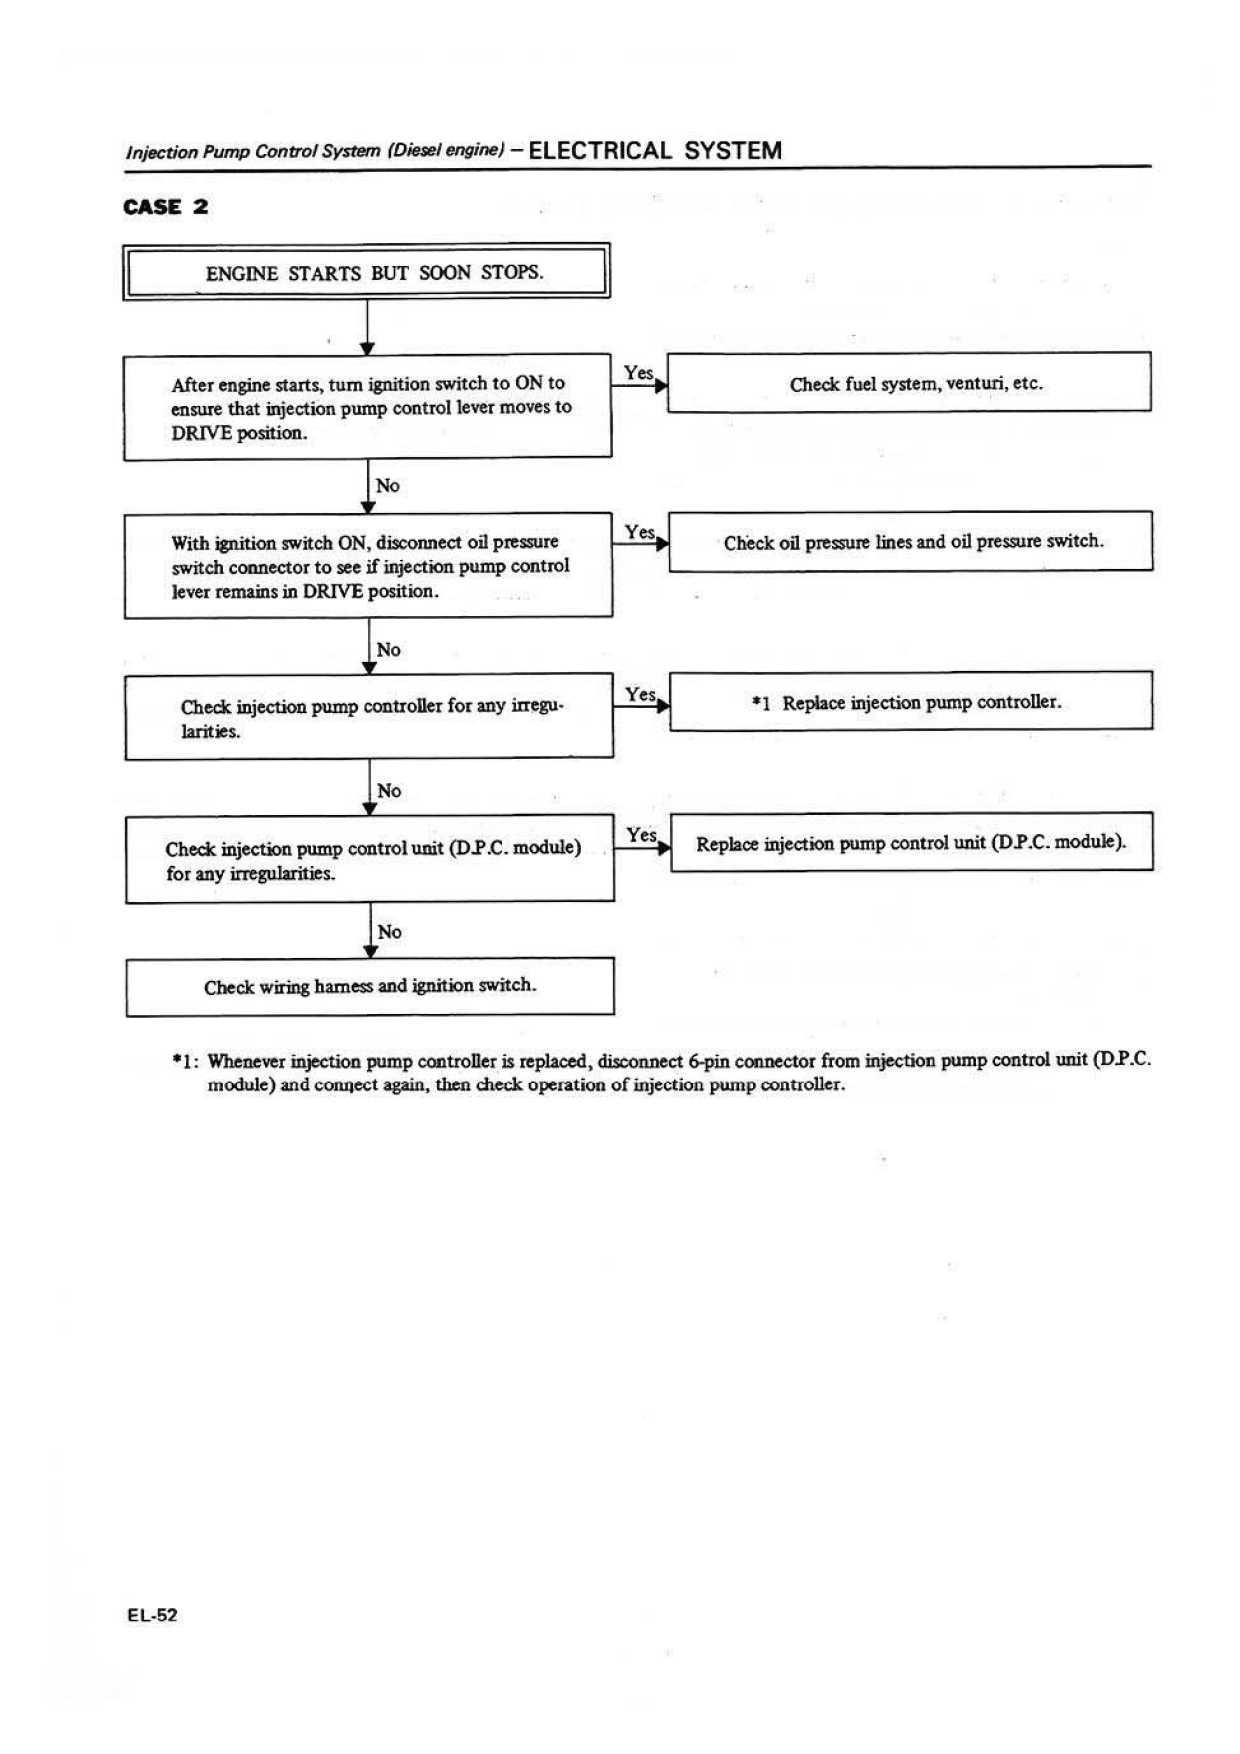 Injection Pump Control System (Diesel engine) — ELECTRICAL SYSTEM
CASE 2
ENGINE STARTS BUT SOON STOPS.
After engine starts, turn ignition switch to ON to
ensure that injection pump control lever moves to
DRIVE position.
Yes
Check fuel system, venturi, etc.
No
With ignition switch ON, disconnect oil pressure
switch connector to see if injection pump control
lever remains in DRIVE position.
Yes
Check oil pressure lines and oil pressure switch.
No
Check injection pump controller for any irregu-
larities.
Yes
*1 Replace injection pump controller.
No
Check injection pump control unit (D.P.C. module)
for any irregularities.
Yes
Replace injection pump control unit (D.P.C. module).
No
Check wiring harness and ignition switch.
*1: Whenever injection pump controller is replaced, disconnect 6-pin connector from injection pump control unit (D.P.C.
module) and connect again, then check operation of injection pump controller.
EL-52